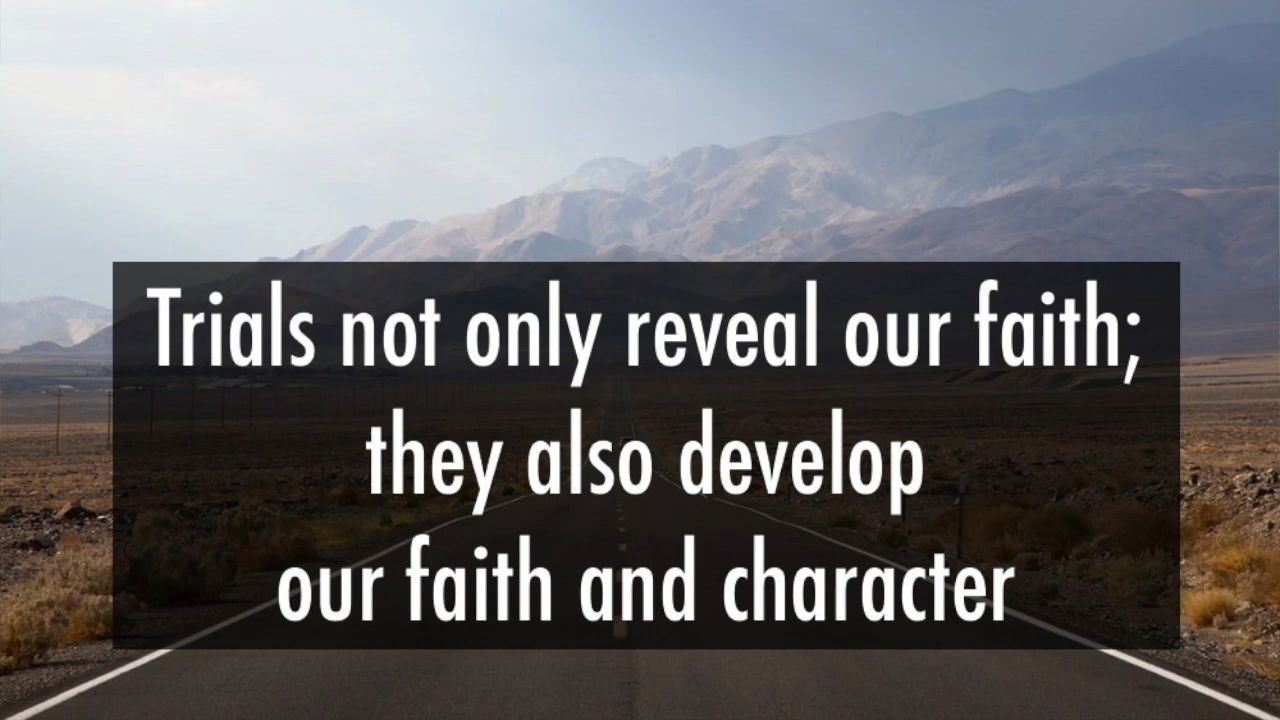 Trials not only reveal our faith;
they also develop
our faith and character